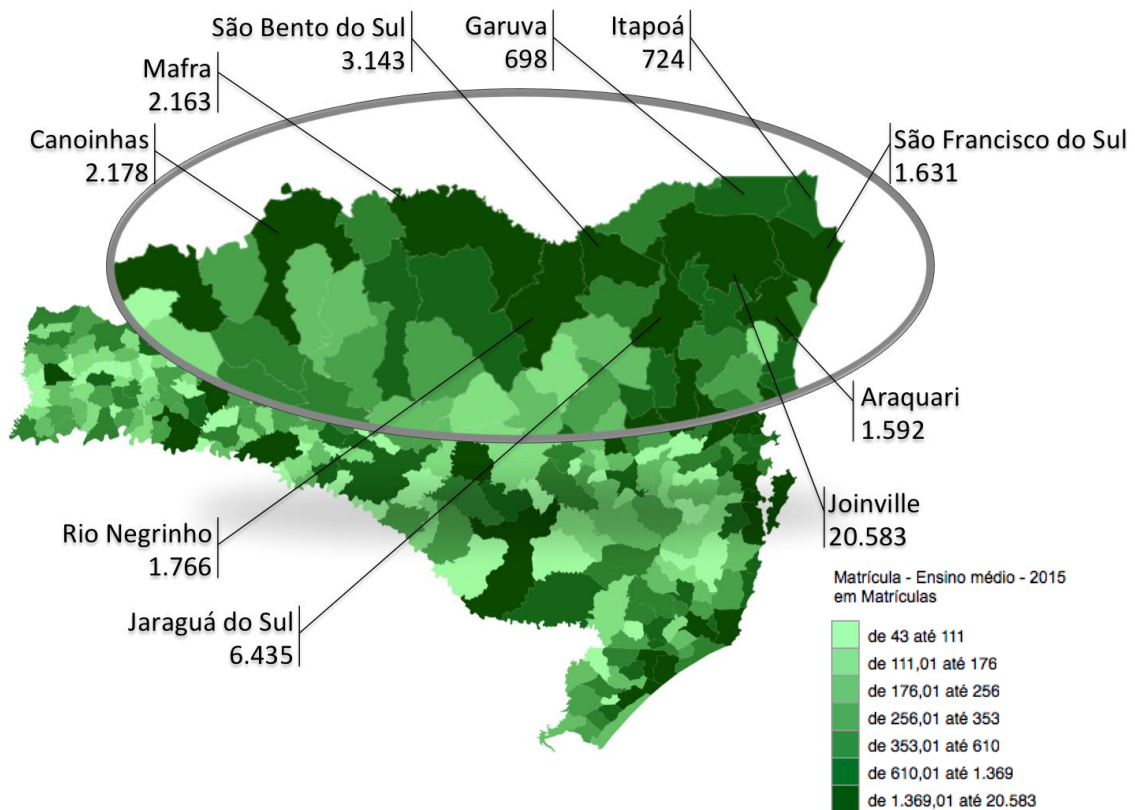 São Bento do Sul
3.143
Garuva
698
Itapoá
724
Mafra
2.163
Canoinhas
2.178
São Francisco do Sul
1.631
Araquari
1.592
Joinville
20.583
Rio Negrinho
1.766
Jaraguá do Sul
6.435
Matrícula - Ensino médio - 2015
em Matrículas
de 43 até 111
de 111,01 até 176
de 176,01 até 256
de 256,01 até 353
de 353,01 até 610
de 610,01 até 1.369
de 1.369,01 até 20.583